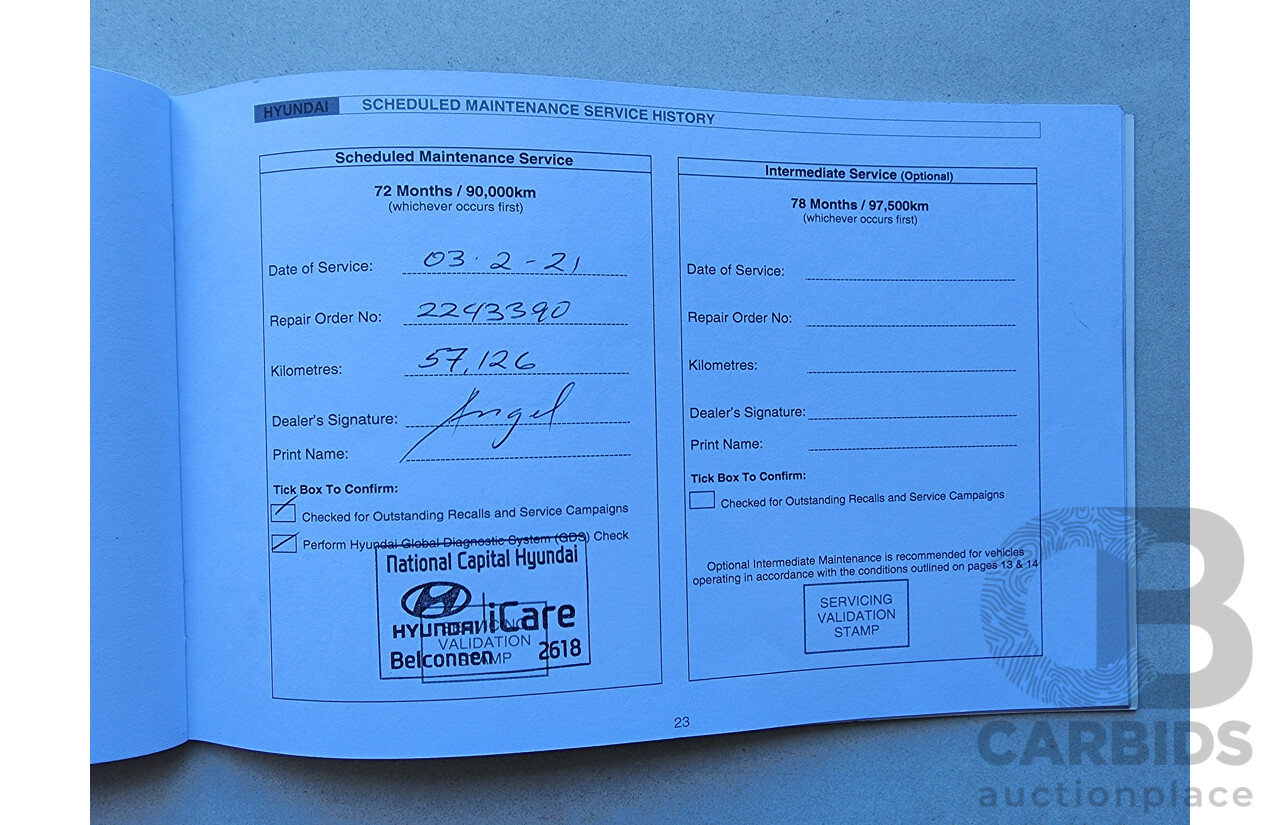 HYUNDAI SCHEDULED MAINTENANCE SERVICE HISTORY
Scheduled Maintenance Service
72 Months / 90,000km
(whichever occurs first)
Date of Service: 03.2-21
Repair Order No: 2243390
Kilometres: 57,126
Dealer's Signature: Angel
Print Name:
Tick Box To Confirm:
Checked for Outstanding Recalls and Service Campaigns
Perform Hyundai Global Diagnostic System (GDS) Check
National Capital Hyundai
HYUNDAI iCare
Belconnen 2618
SERVICING
VALIDATION
STAMP
Intermediate Service (Optional)
78 Months / 97,500km
(whichever occurs first)
Date of Service:
Repair Order No:
Kilometres:
Dealer's Signature:
Print Name:
Tick Box To Confirm:
Checked for Outstanding Recalls and Service Campaigns
Optional Intermediate Maintenance is recommended for vehicles
operating in accordance with the conditions outlined on pages 13 & 14
SERVICING
VALIDATION
STAMP
23
CARBIDS
auctionplace